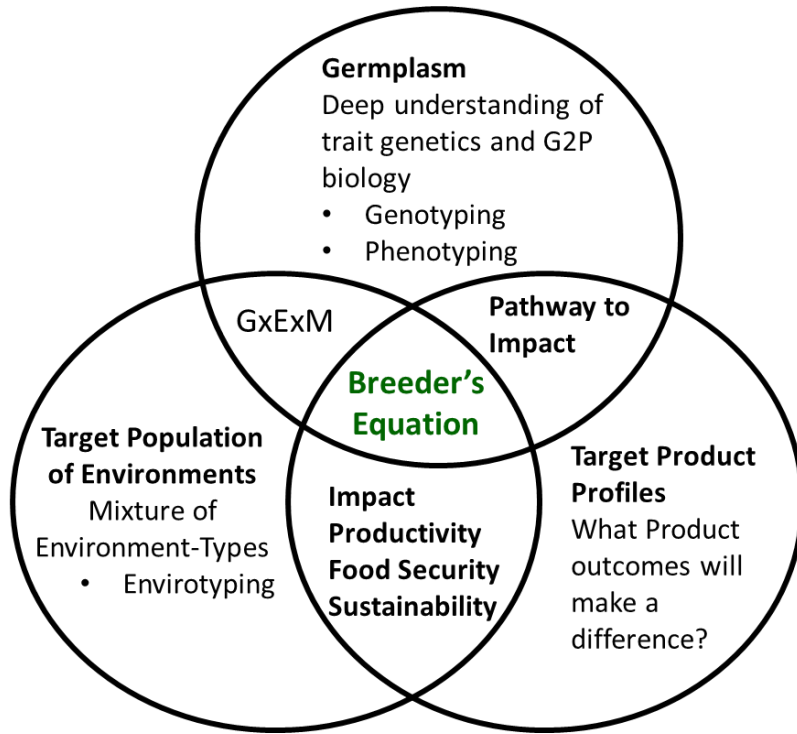 Germplasm
Deep understanding of
trait genetics and G2P
biology
• Genotyping
• Phenotyping
GxExM
Pathway to
Impact
Breeder's
Equation
Target Population
of Environments
Mixture of
Environment-Types
• Envirotyping
Impact
Productivity
Food Security
Sustainability
Target Product
Profiles
What Product
outcomes will
make a
difference?